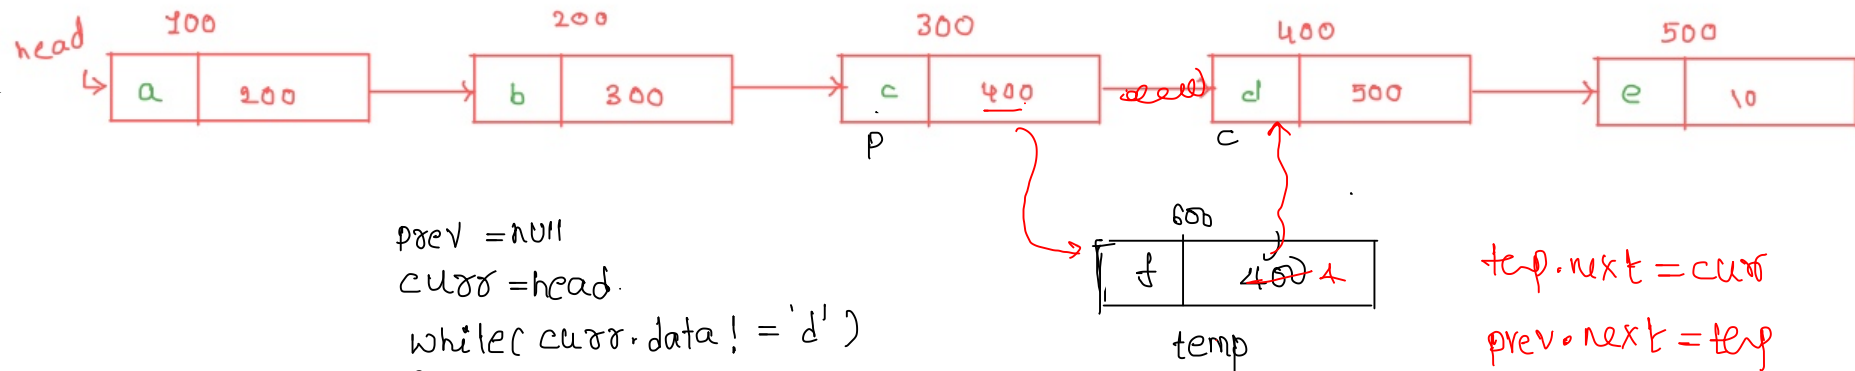 head
100 200 300 400 500
a 200 b 300 c 400 d 500 e 10
p c
600
prev = null
f 400
temp.next = curr
curr = head.
while( curr.data! = 'd' )
temp
prev.next = temp